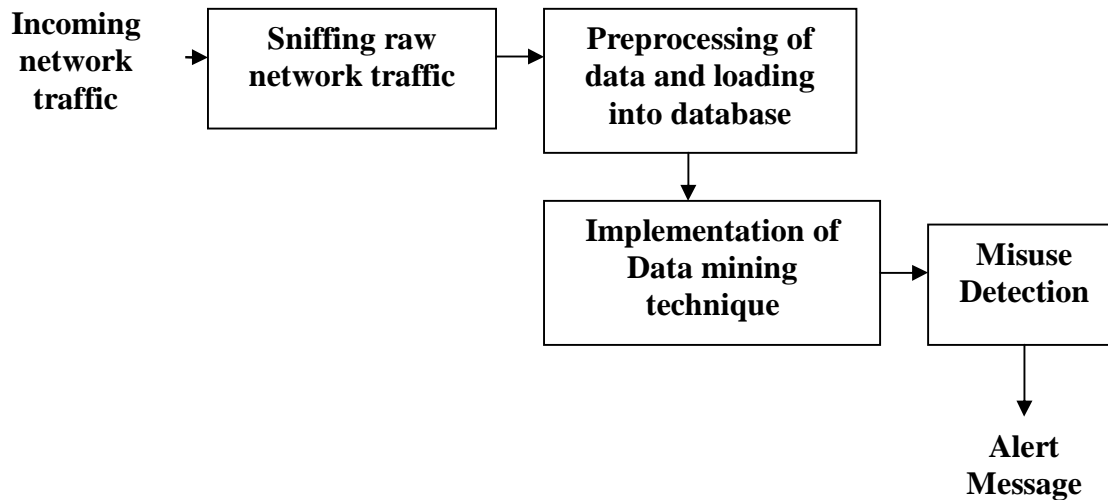 Incoming
network
traffic
Sniffing raw
network traffic
Preprocessing of
data and loading
into database
Implementation of
Data mining
technique
Misuse
Detection
Alert
Message